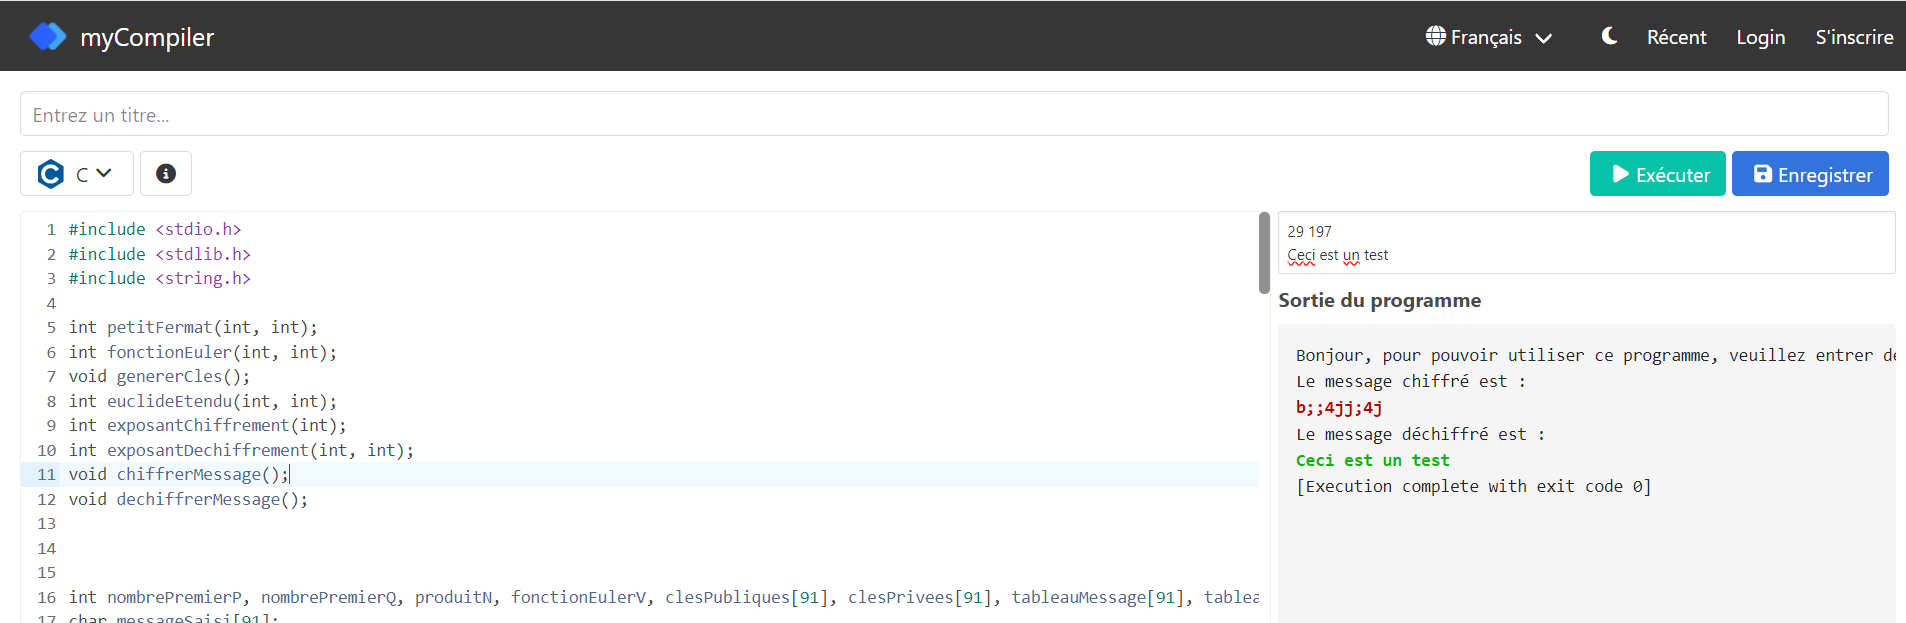 myCompiler
Français
Récent
Login
S'inscrire
Entrez un titre...
C
Exécuter
Enregistrer
1 #include <stdio.h>
2 #include <stdlib.h>
3 #include <string.h>
4
5 int petitFermat(int, int);
6 int fonctionEuler(int, int);
7 void genererCles();
8 int euclideEtendu(int, int);
9 int exposantChiffrement(int);
10 int exposantDechiffrement(int, int);
11 void chiffrerMessage();
12 void dechiffrerMessage();
13
14
15
16 int nombrePremierP, nombrePremierQ, produitN, fonctionEulerV, clesPubliques[91], clesPrivees[91], tableauMessage[91], tablea
17 char messageSaisi[91];
29 197
Ceci est un test
Sortie du programme
Bonjour, pour pouvoir utiliser ce programme, veuillez entrer de
Le message chiffré est :
b;;4jj;4j
Le message déchiffré est :
Ceci est un test
[Execution complete with exit code 0]